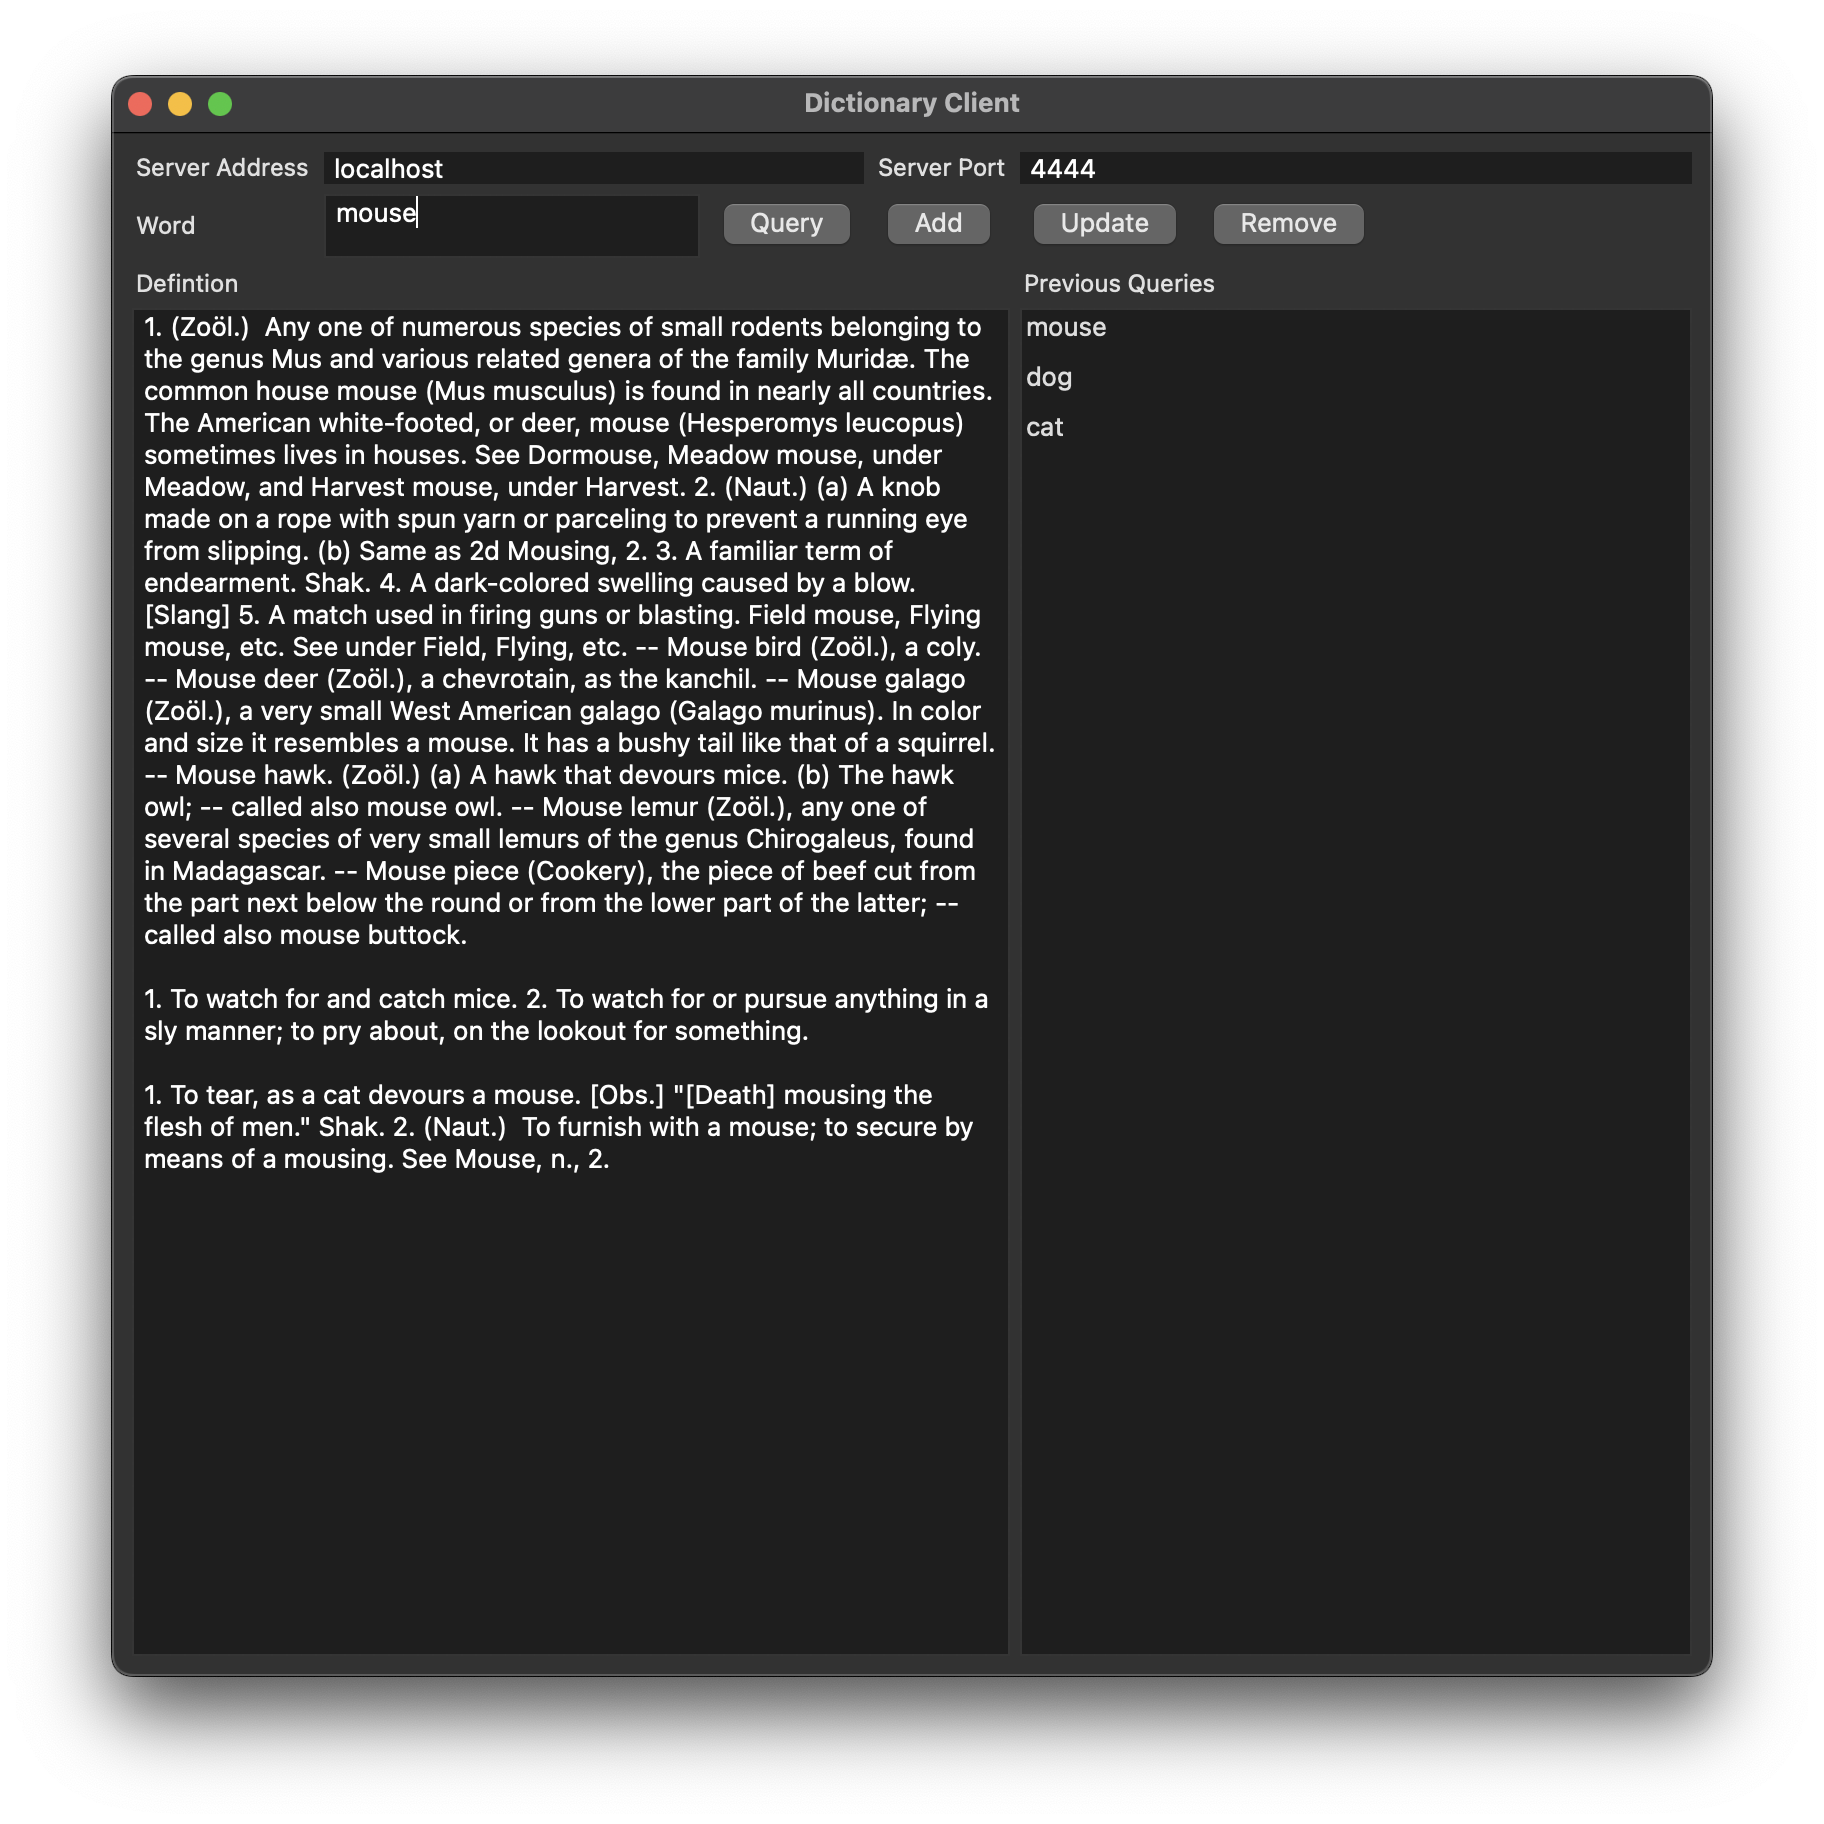 Dictionary Client
Server Address localhost Server Port 4444
Word mouse Query Add Update Remove
Defintion
1. (Zoöl.)  Any one of numerous species of small rodents belonging to
the genus Mus and various related genera of the family Muridæ. The
common house mouse (Mus musculus) is found in nearly all countries.
The American white-footed, or deer, mouse (Hesperomys leucopus)
sometimes lives in houses. See Dormouse, Meadow mouse, under
Meadow, and Harvest mouse, under Harvest. 2. (Naut.) (a) A knob
made on a rope with spun yarn or parceling to prevent a running eye
from slipping. (b) Same as 2d Mousing, 2. 3. A familiar term of
endearment. Shak. 4. A dark-colored swelling caused by a blow.
[Slang] 5. A match used in firing guns or blasting. Field mouse, Flying
mouse, etc. See under Field, Flying, etc. -- Mouse bird (Zoöl.), a coly.
-- Mouse deer (Zoöl.), a chevrotain, as the kanchil. -- Mouse galago
(Zoöl.), a very small West American galago (Galago murinus). In color
and size it resembles a mouse. It has a bushy tail like that of a squirrel.
-- Mouse hawk. (Zoöl.) (a) A hawk that devours mice. (b) The hawk
owl; -- called also mouse owl. -- Mouse lemur (Zoöl.), any one of
several species of very small lemurs of the genus Chirogaleus, found
in Madagascar. -- Mouse piece (Cookery), the piece of beef cut from
the part next below the round or from the lower part of the latter; --
called also mouse buttock.
1. To watch for and catch mice. 2. To watch for or pursue anything in a
sly manner; to pry about, on the lookout for something.
1. To tear, as a cat devours a mouse. [Obs.] "[Death] mousing the
flesh of men." Shak. 2. (Naut.)  To furnish with a mouse; to secure by
means of a mousing. See Mouse, n., 2.
Previous Queries
mouse
dog
cat